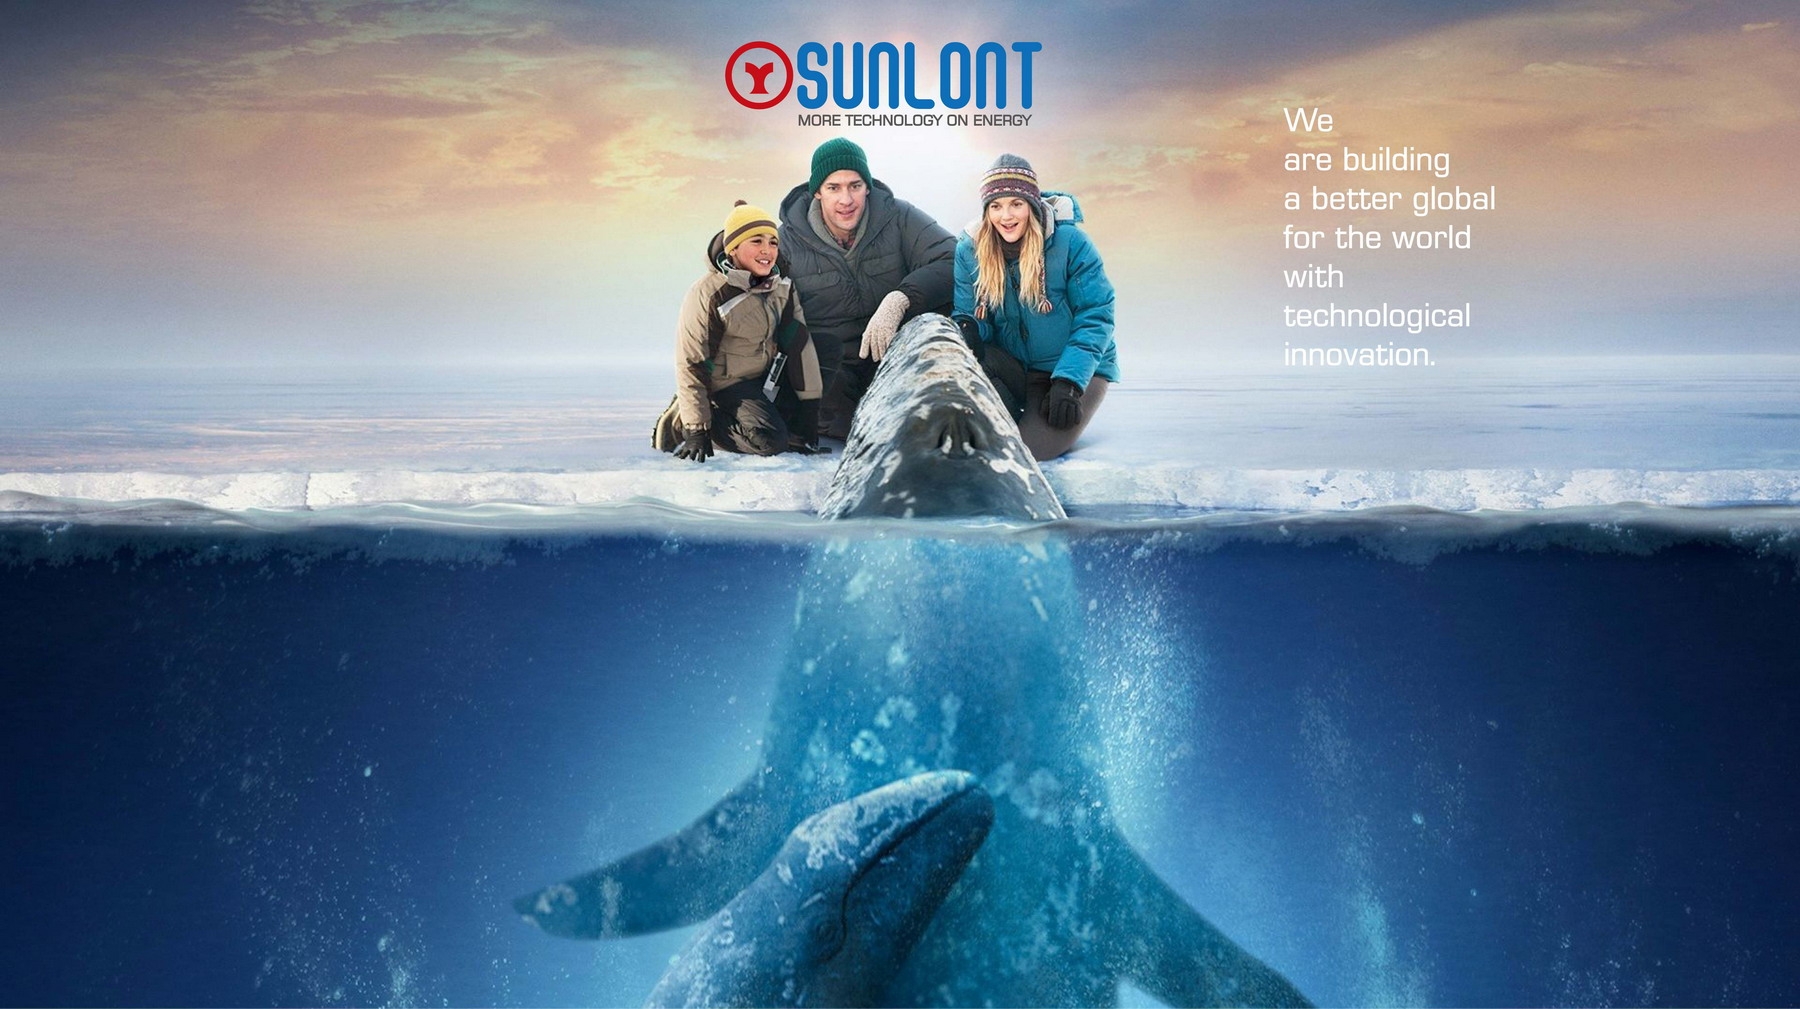 SUNLONT
MORE TECHNOLOGY ON ENERGY
We
are building
a better global
for the world
with
technological
innovation.